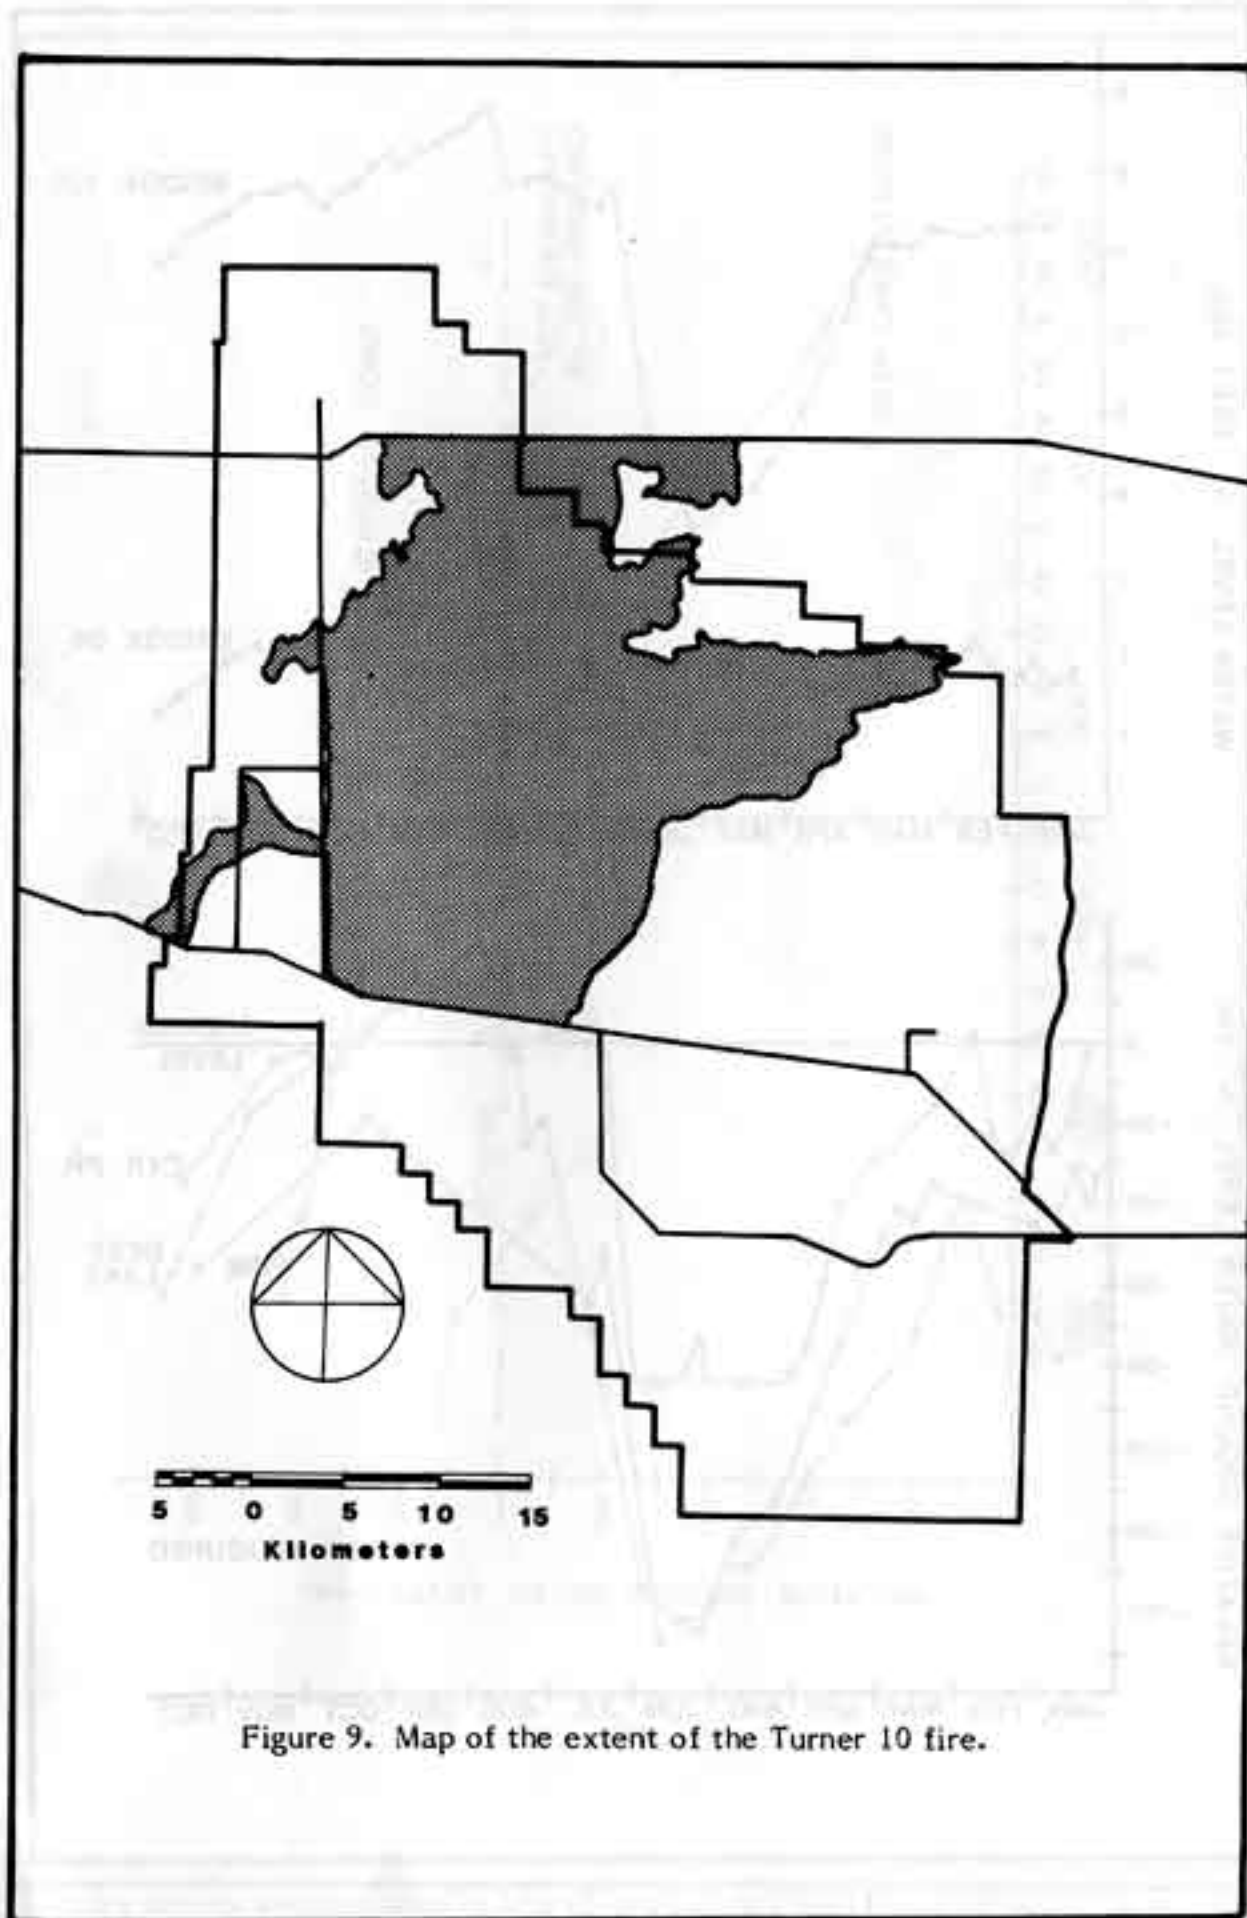 5 0 5 10 15
Kilometers
Figure 9. Map of the extent of the Turner 10 fire.